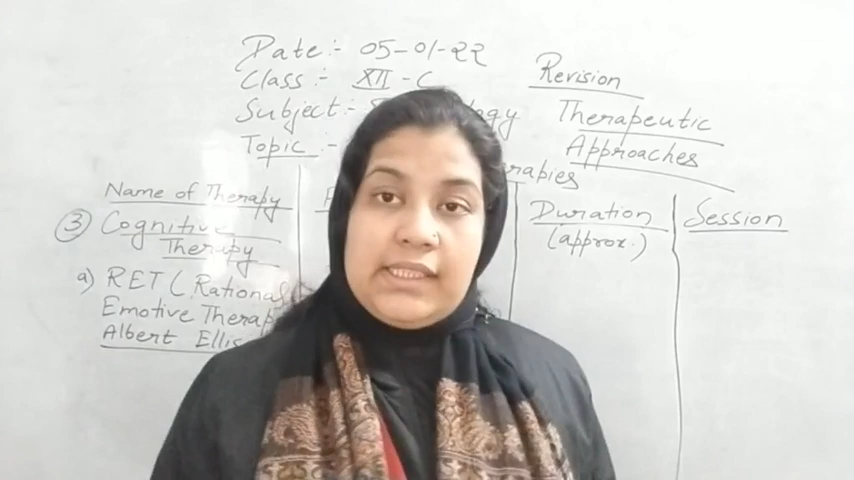 Date:- 05-01-22
Class:- XII - C
Subject:-
Topic:-
Revision
Therapeutic
Approaches
Name of Therapy
Duration
(approx.)
Session
③ Cognitive
Therapy
a) RET (Rational
Emotive
Albert Ellis